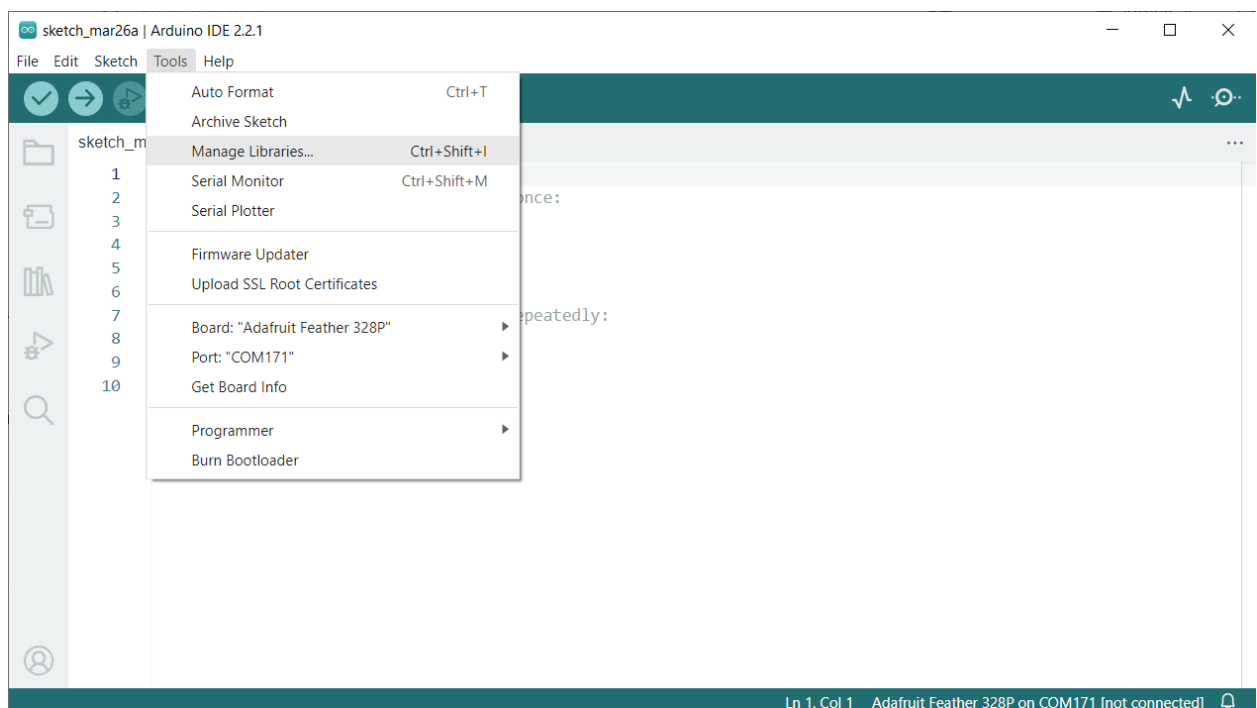 sketch_mar26a | Arduino IDE 2.2.1
File Edit Sketch Tools Help
Auto Format Ctrl+T
Archive Sketch
sketch_m
Manage Libraries... Ctrl+Shift+I
1
Serial Monitor Ctrl+Shift+M
2 once:
Serial Plotter
3
4
Firmware Updater
5
Upload SSL Root Certificates
6
7 epeatedly:
Board: "Adafruit Feather 328P"
8
Port: "COM171"
9
Get Board Info
10
Programmer
Burn Bootloader
Ln 1, Col 1 Adafruit Feather 328P on COM171 [not connected]